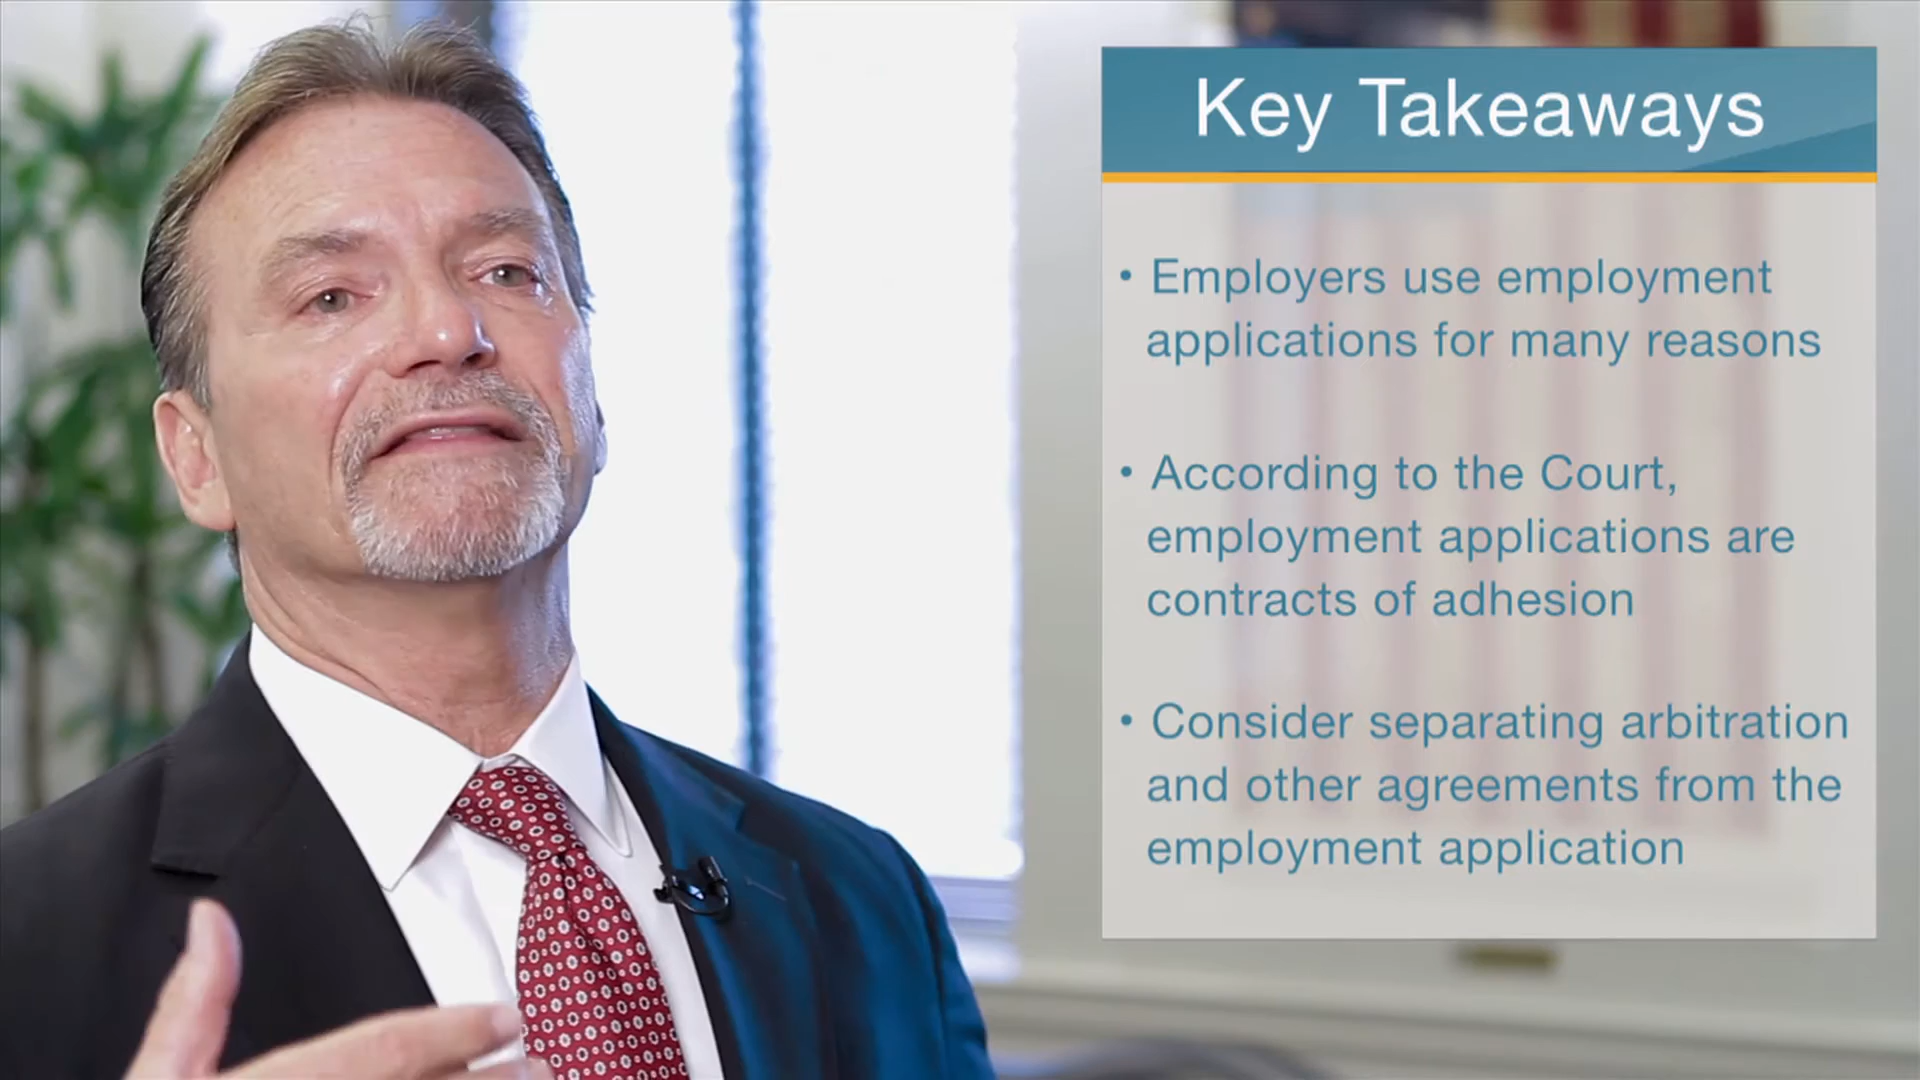 Key Takeaways
• Employers use employment
applications for many reasons
• According to the Court,
employment applications are
contracts of adhesion
• Consider separating arbitration
and other agreements from the
employment application